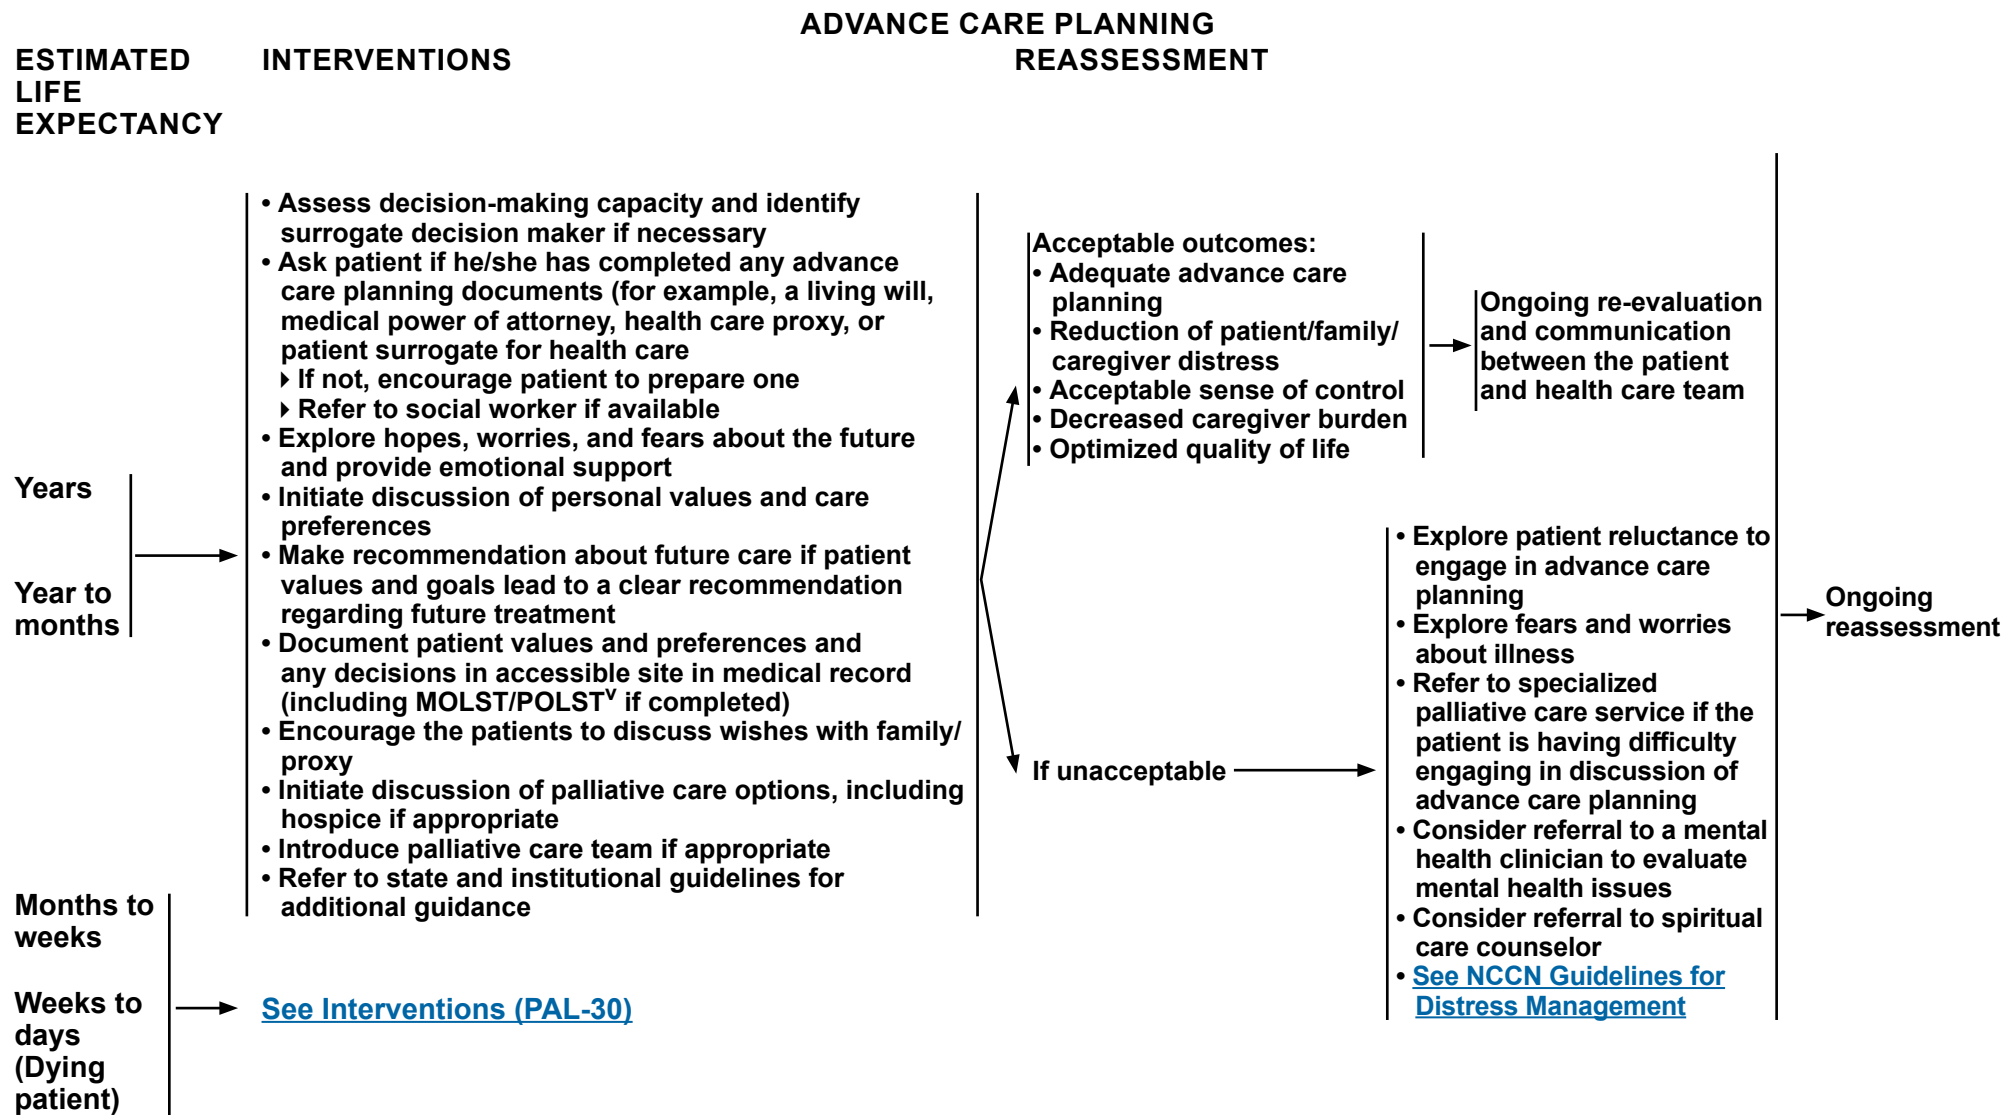 ADVANCE CARE PLANNING
ESTIMATED
LIFE
EXPECTANCY
INTERVENTIONS
REASSESSMENT
Years
Year to
months
• Assess decision-making capacity and identify
surrogate decision maker if necessary
• Ask patient if he/she has completed any advance
care planning documents (for example, a living will,
medical power of attorney, health care proxy, or
patient surrogate for health care
‣ If not, encourage patient to prepare one
‣ Refer to social worker if available
• Explore hopes, worries, and fears about the future
and provide emotional support
• Initiate discussion of personal values and care
preferences
• Make recommendation about future care if patient
values and goals lead to a clear recommendation
regarding future treatment
• Document patient values and preferences and
any decisions in accessible site in medical record
(including MOLST/POLSTᵛ if completed)
• Encourage the patients to discuss wishes with family/
proxy
• Initiate discussion of palliative care options, including
hospice if appropriate
• Introduce palliative care team if appropriate
• Refer to state and institutional guidelines for
additional guidance
Acceptable outcomes:
• Adequate advance care
planning
• Reduction of patient/family/
caregiver distress
• Acceptable sense of control
• Decreased caregiver burden
• Optimized quality of life
Ongoing re-evaluation
and communication
between the patient
and health care team
If unacceptable
• Explore patient reluctance to
engage in advance care
planning
• Explore fears and worries
about illness
• Refer to specialized
palliative care service if the
patient is having difficulty
engaging in discussion of
advance care planning
• Consider referral to a mental
health clinician to evaluate
mental health issues
• Consider referral to spiritual
care counselor
• See NCCN Guidelines for
Distress Management
Ongoing
reassessment
Months to
weeks
Weeks to
days
(Dying
patient)
See Interventions (PAL-30)